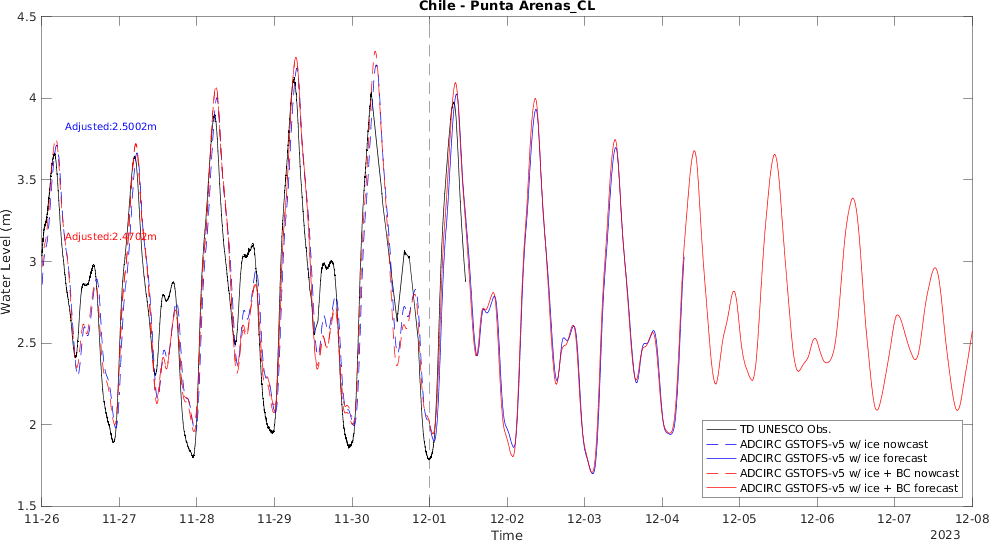 Chile - Punta Arenas_CL
4.5
4
3.5
3
2.5
2
1.5
Water Level (m)
Adjusted:2.5002m
Adjusted:2.4702m
TD UNESCO Obs.
ADCIRC GSTOFS-v5 w/ ice nowcast
ADCIRC GSTOFS-v5 w/ ice forecast
ADCIRC GSTOFS-v5 w/ ice + BC nowcast
ADCIRC GSTOFS-v5 w/ ice + BC forecast
11-26 11-27 11-28 11-29 11-30 12-01 12-02 12-03 12-04 12-05 12-06 12-07 12-08
Time
2023